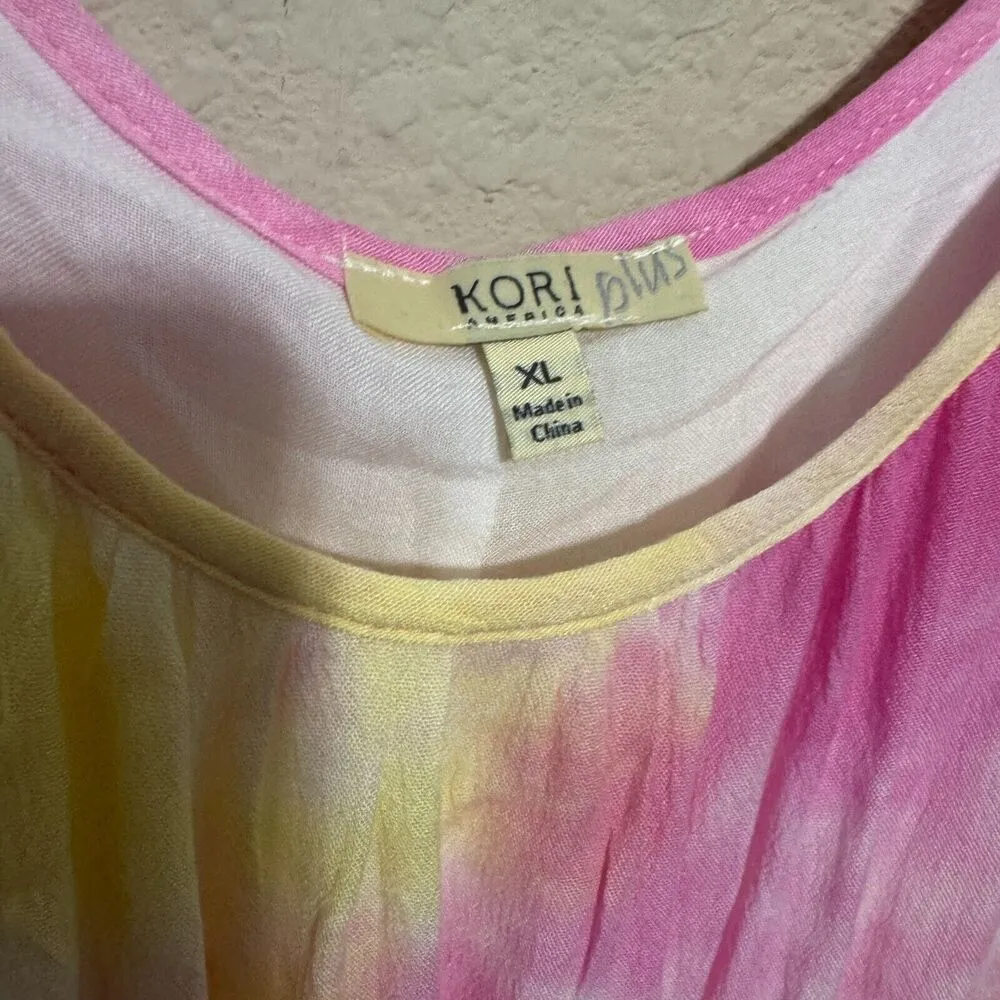 KORI plus
AMERICA
XL
Made in
China